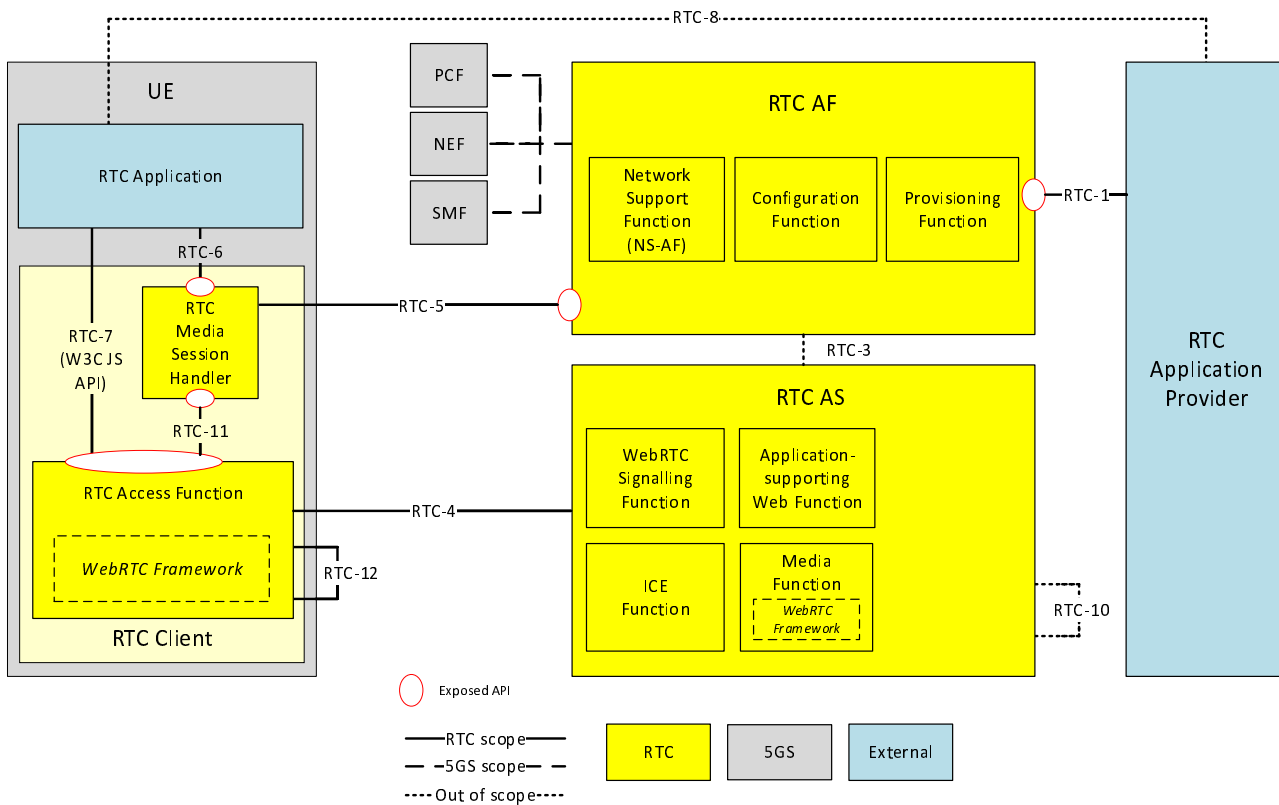 RTC-8
UE
RTC Application
RTC-6
RTC-7
(W3C JS
API)
RTC
Media
Session
Handler
RTC-11
RTC Access Function
WebRTC Framework
RTC-12
RTC Client
PCF
NEF
SMF
RTC-5
RTC-4
RTC AF
Network
Support
Function
(NS-AF)
Configuration
Function
Provisioning
Function
RTC-1
RTC-3
RTC AS
WebRTC
Signalling
Function
Application-
supporting
Web Function
ICE
Function
Media
Function
WebRTC
Framework
RTC-10
RTC
Application
Provider
Exposed API
RTC scope
5GS scope
Out of scope
RTC
5GS
External